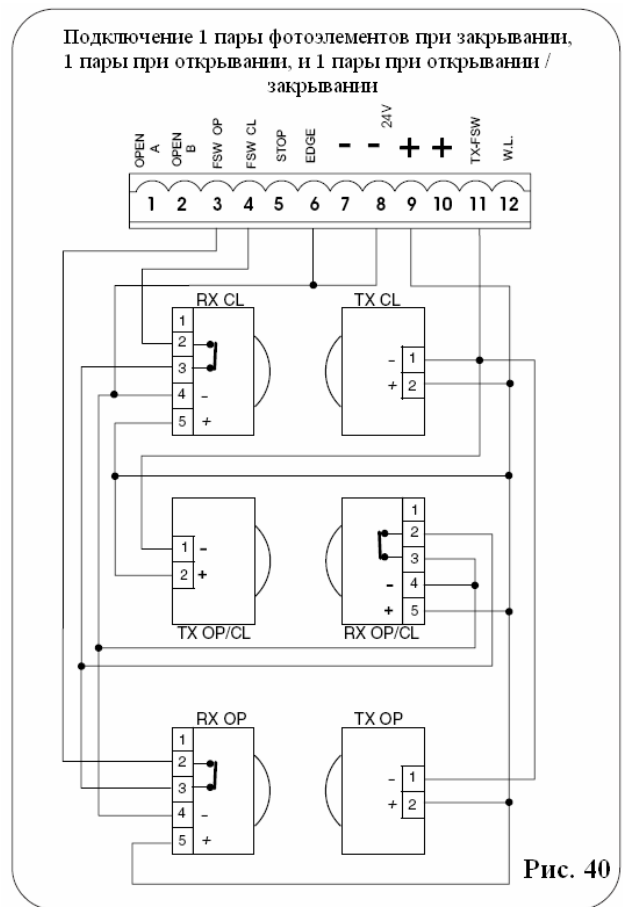 Подключение 1 пары фотоэлементов при закрывании,
1 пары при открывании, и 1 пары при открывании /
закрывании
OPEN A
OPEN B
FSW OP
FSW CL
STOP
EDGE
-
- 24V
+
+
TX-FSW
W.L.
1 2 3 4 5 6 7 8 9 10 11 12
RX CL
1
2
3
4 -
5 +
TX CL
- 1
+ 2
1 -
2 +
TX OP/CL
1
2
3
- 4
+ 5
RX OP/CL
RX OP
1
2
3
4 -
5 +
TX OP
- 1
+ 2
Рис. 40